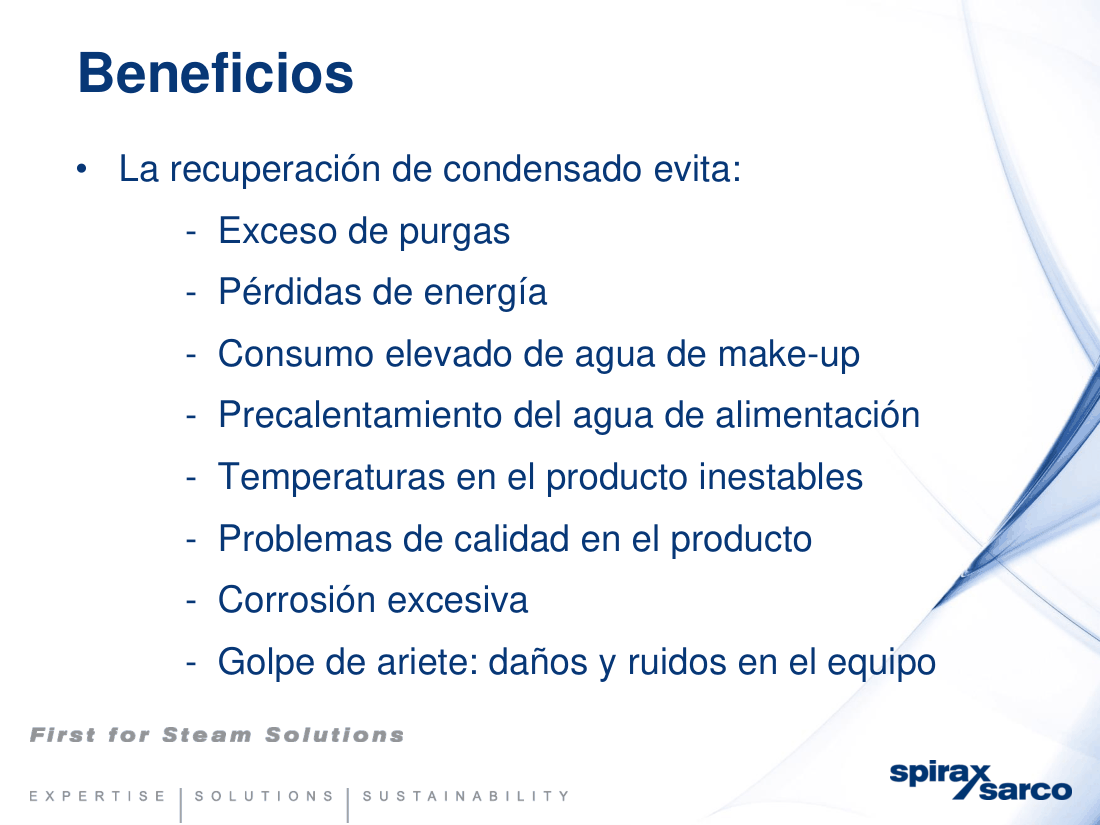 Beneficios
• La recuperación de condensado evita:
- Exceso de purgas
- Pérdidas de energía
- Consumo elevado de agua de make-up
- Precalentamiento del agua de alimentación
- Temperaturas en el producto inestables
- Problemas de calidad en el producto
- Corrosión excesiva
- Golpe de ariete: daños y ruidos en el equipo
First for Steam Solutions
EXPERTISE | SOLUTIONS | SUSTAINABILITY
spirax
sarco